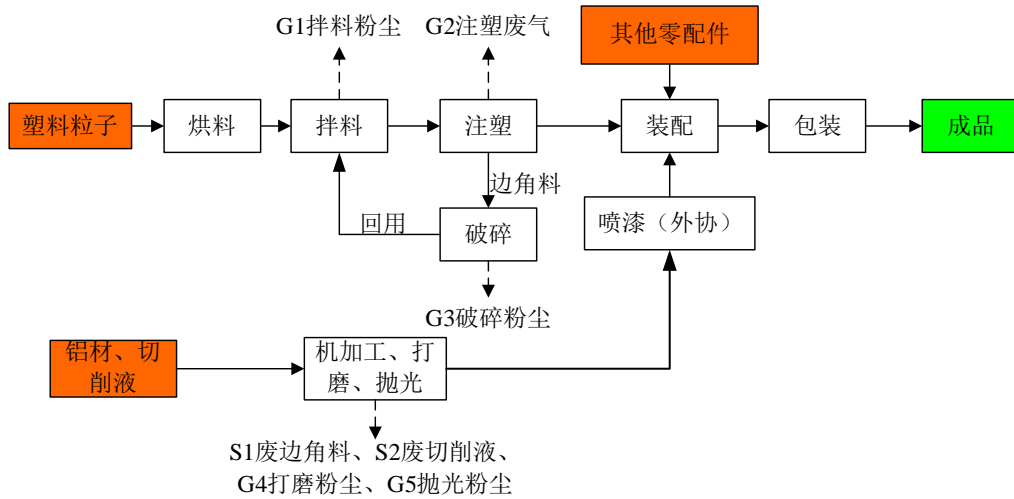 G1拌料粉尘
G2注塑废气
其他零配件
塑料粒子
烘料
拌料
注塑
装配
包装
成品
边角料
回用
破碎
喷漆（外协）
G3破碎粉尘
铝材、切
削液
机加工、打
磨、抛光
S1废边角料、S2废切削液、
G4打磨粉尘、G5抛光粉尘